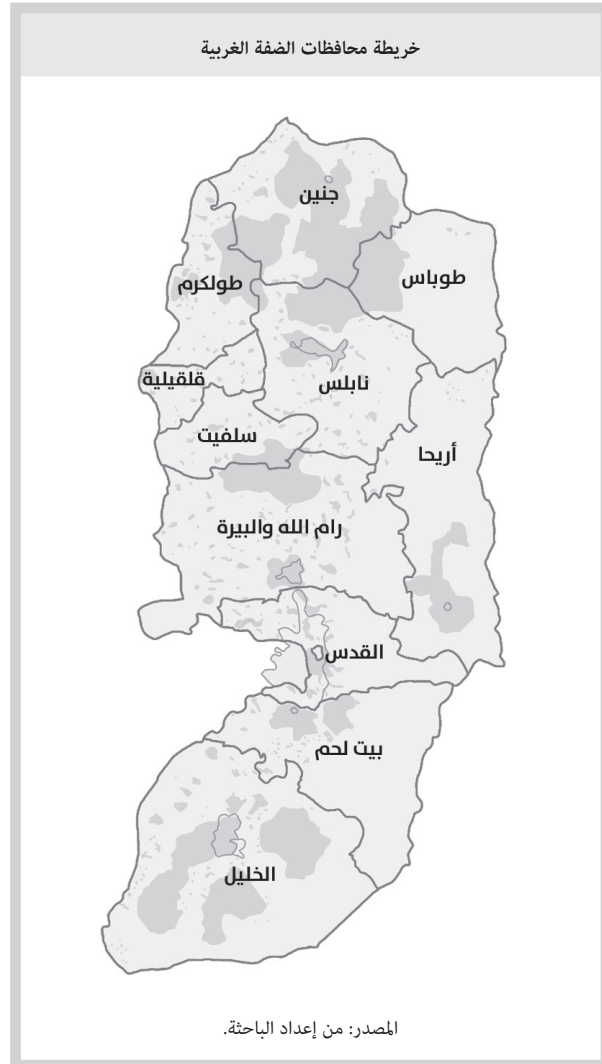 خريطة محافظات الضفة الغربية
جنين
طوباس
طولكرم
نابلس
قلقيلية
سلفيت
أريحا
رام الله والبيرة
القدس
بيت لحم
الخليل
المصدر: من إعداد الباحثة.